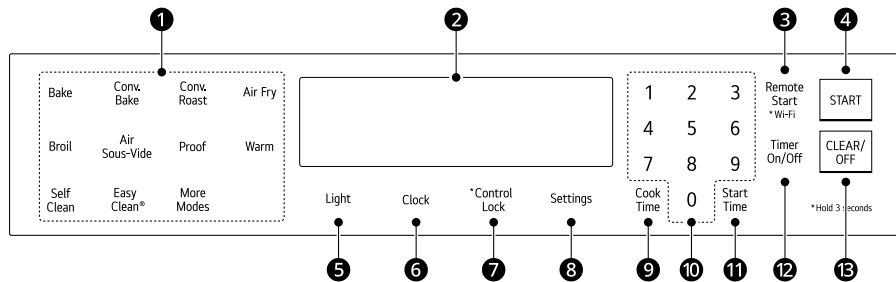 1 2 3 4
Bake
Conv.
Bake
Conv.
Roast
Air Fry
Broil
Air
Sous-Vide
Proof
Warm
Self
Clean
Easy
Clean®
More
Modes
Light
Clock
*Control
Lock
Settings
1 2 3
4 5 6
7 8 9
0
Cook
Time
Start
Time
Remote
Start
*Wi-Fi
Timer
On/Off
START
CLEAR/
OFF
*Hold 3 seconds
5 6 7 8 9 10 11 12 13